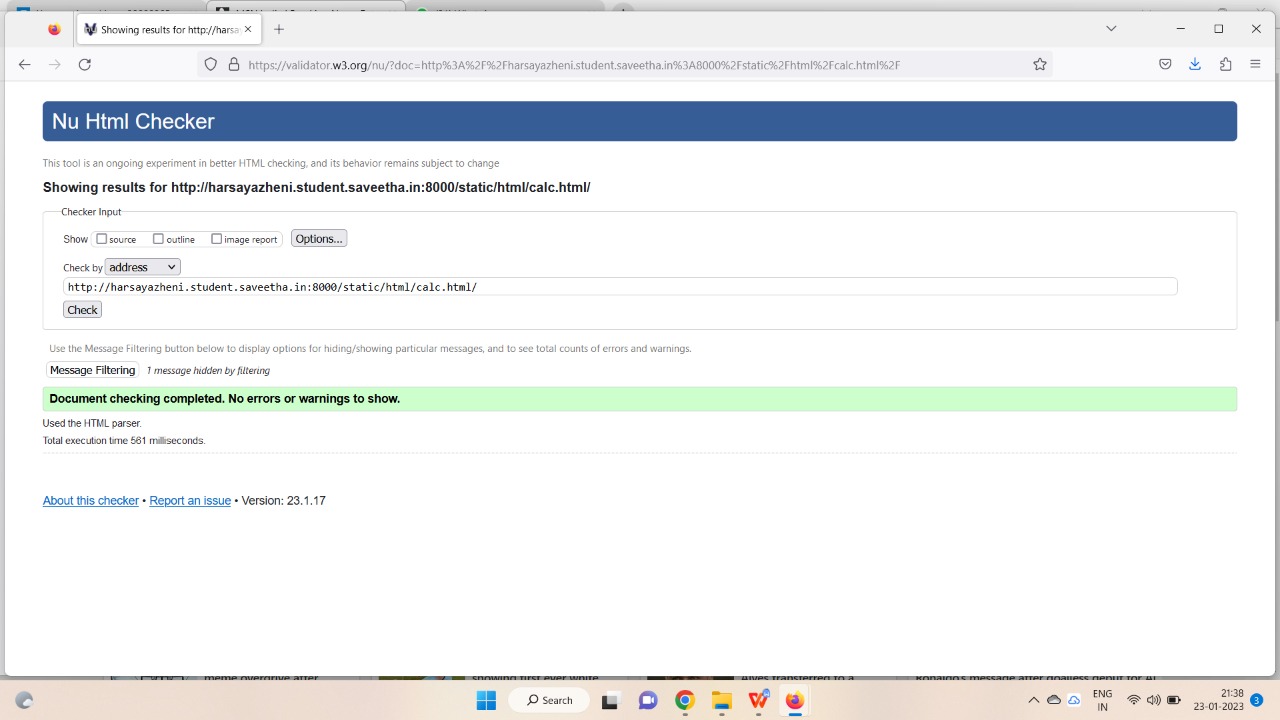 Showing results for http://harsa
https://validator.w3.org/nu/?doc=http%3A%2F%2Fharsayazheni.student.saveetha.in%3A8000%2Fstatic%2Fhtml%2Fcalc.html%2F
Nu Html Checker
This tool is an ongoing experiment in better HTML checking, and its behavior remains subject to change
Showing results for http://harsayazheni.student.saveetha.in:8000/static/html/calc.html/
Checker Input
Show source outline image report Options...
Check by address
http://harsayazheni.student.saveetha.in:8000/static/html/calc.html/
Check
Use the Message Filtering button below to display options for hiding/showing particular messages, and to see total counts of errors and warnings.
Message Filtering 1 message hidden by filtering
Document checking completed. No errors or warnings to show.
Used the HTML parser.
Total execution time 561 milliseconds.
About this checker • Report an issue • Version: 23.1.17
meme overdrive after showing first ever white Alves transferred to a Ronaldo's message after goalless debut for Al
Search
ENG
IN
21:38
23-01-2023
3